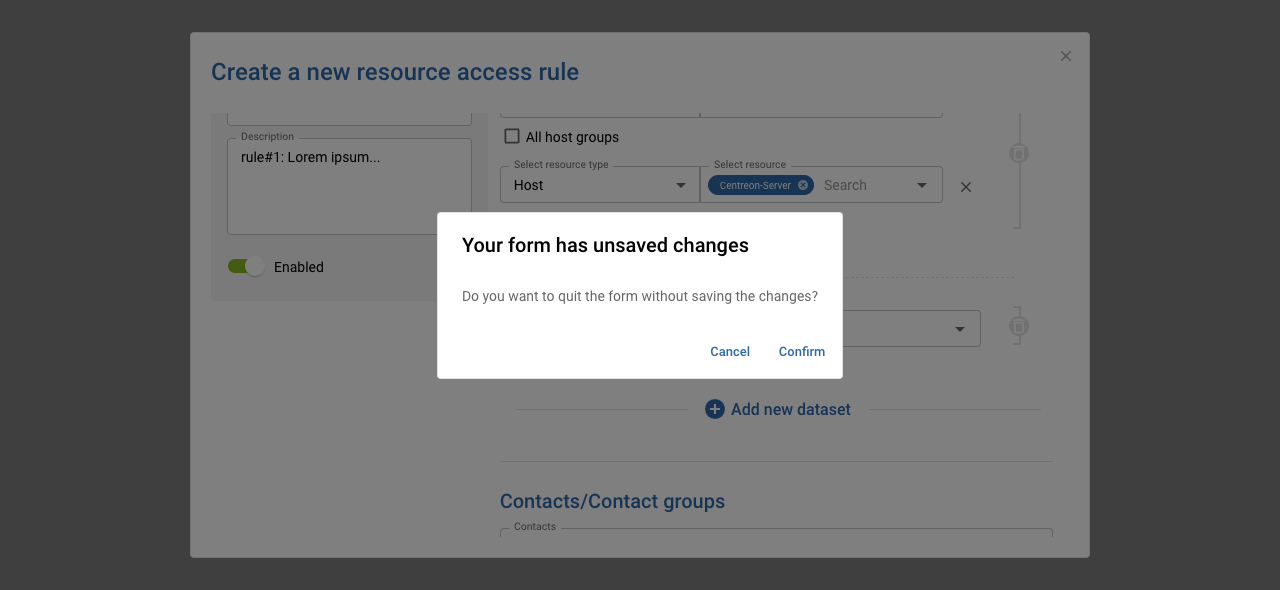 Create a new resource access rule
Description
rule#1: Lorem ipsum...
Enabled
All host groups
Select resource type
Host
Select resource
Centreon-Server
Search
Your form has unsaved changes
Do you want to quit the form without saving the changes?
Cancel
Confirm
Add new dataset
Contacts/Contact groups
Contacts